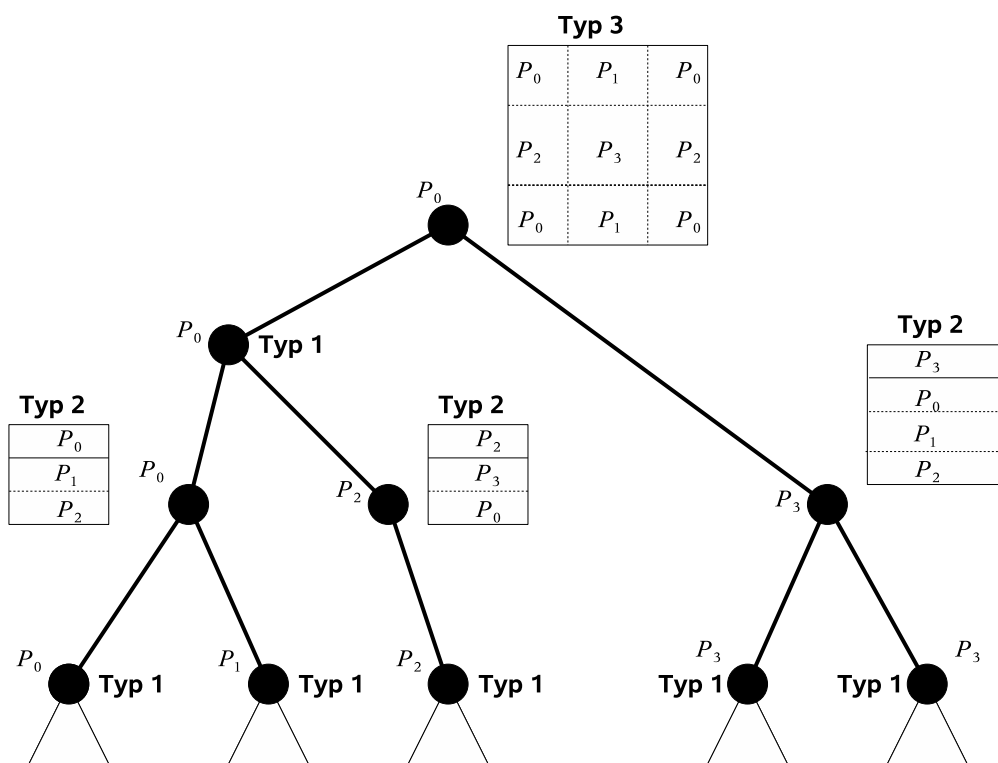 Typ 3
P₀ P₁ P₀
P₂ P₃ P₂
P₀ P₁ P₀
P₀
P₀ Typ 1
Typ 2
P₃
P₀
P₁
P₂
Typ 2
P₀
P₁
P₂
P₀
P₂
Typ 2
P₂
P₃
P₀
P₃
P₀ Typ 1
P₁ Typ 1
P₂ Typ 1
P₃
Typ 1
P₃
Typ 1